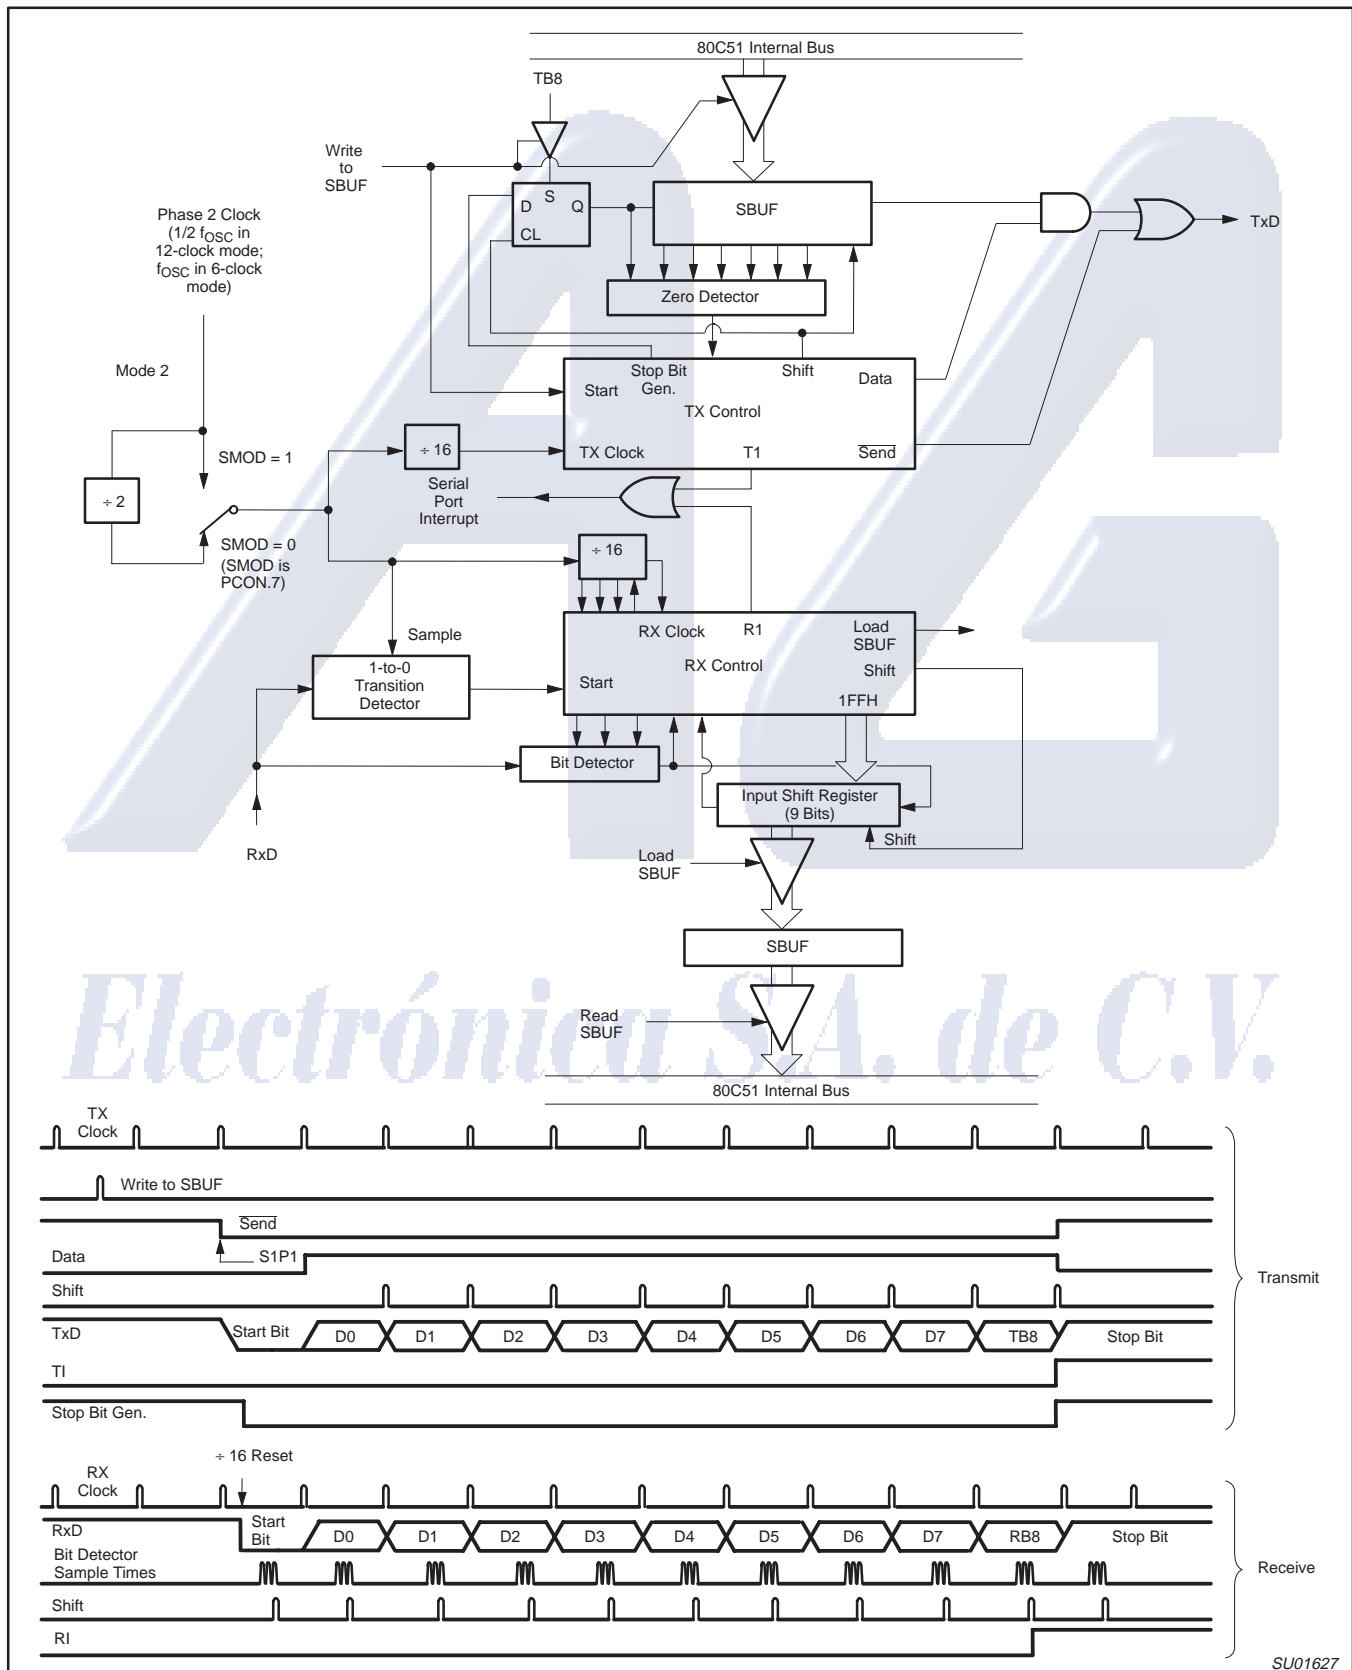 80C51 Internal Bus
TB8
Write
to
SBUF
D
S
Q
CL
SBUF
TxD
Phase 2 Clock
(1/2 fOSC in
12-clock mode;
fOSC in 6-clock
mode)
Zero Detector
Mode 2
Start
Stop Bit
Gen.
Shift
Data
TX Control
SMOD = 1
÷ 16
TX Clock
T1
Send
÷ 2
Serial
Port
Interrupt
SMOD = 0
(SMOD is
PCON.7)
÷ 16
Sample
RX Clock
R1
Load
SBUF
RX Control
Shift
1-to-0
Transition
Detector
Start
1FFH
Bit Detector
Input Shift Register
(9 Bits)
Shift
RxD
Load
SBUF
SBUF
Read
SBUF
Electrónica S.A. de C.V.
80C51 Internal Bus
TX
Clock
Write to SBUF
Send
Data
S1P1
Shift
Transmit
TxD
Start Bit
D0
D1
D2
D3
D4
D5
D6
D7
TB8
Stop Bit
TI
Stop Bit Gen.
÷ 16 Reset
RX
Clock
RxD
Start
Bit
D0
D1
D2
D3
D4
D5
D6
D7
RB8
Stop Bit
Bit Detector
Sample Times
Receive
Shift
RI
SU01627
AG